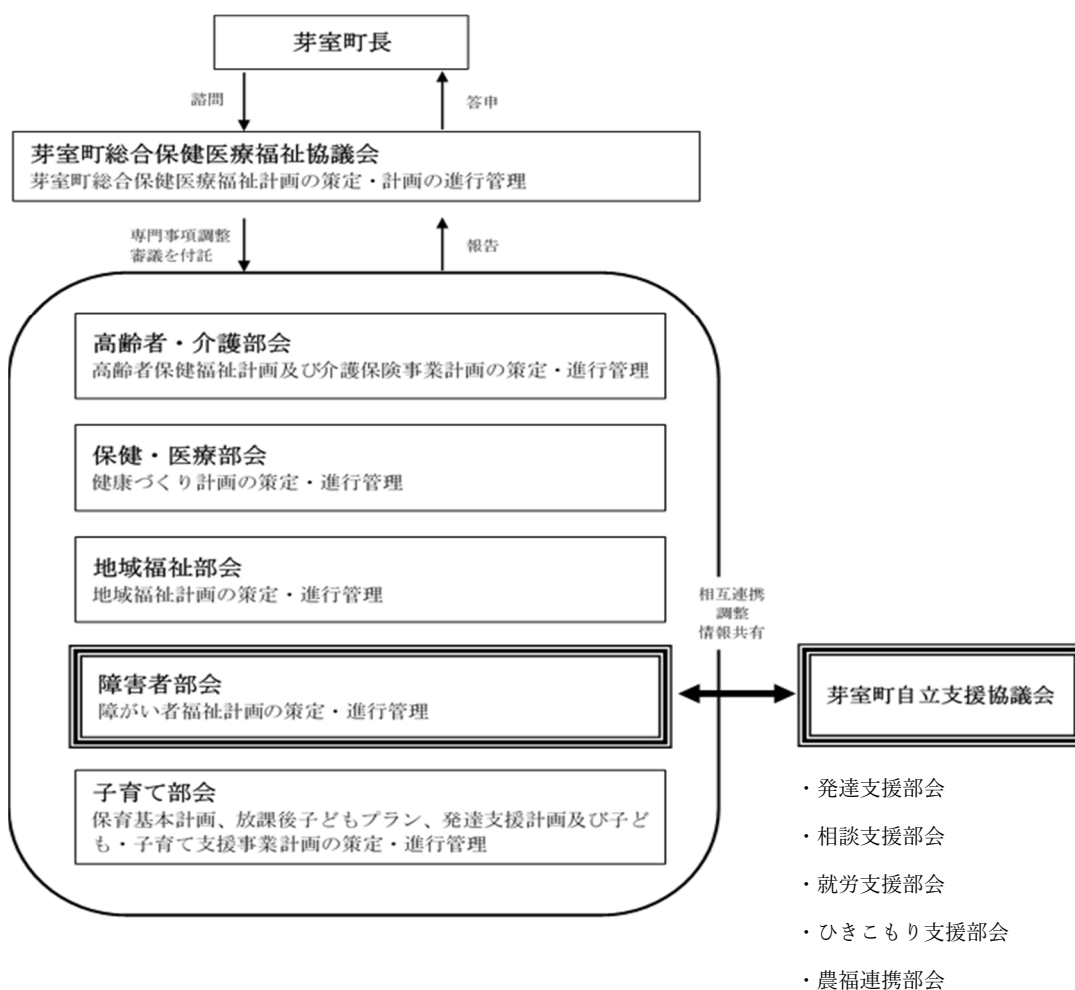 芽室町長
諮問
答申
芽室町総合保健医療福祉協議会
芽室町総合保健医療福祉計画の策定・計画の進行管理
専門事項調整
審議を付託
報告
高齢者・介護部会
高齢者保健福祉計画及び介護保険事業計画の策定・進行管理
保健・医療部会
健康づくり計画の策定・進行管理
地域福祉部会
地域福祉計画の策定・進行管理
相互連携
調整
情報共有
障害者部会
障がい者福祉計画の策定・進行管理
芽室町自立支援協議会
子育て部会
保育基本計画、放課後子どもプラン、発達支援計画及び子ど
も・子育て支援事業計画の策定・進行管理
・発達支援部会
・相談支援部会
・就労支援部会
・ひきこもり支援部会
・農福連携部会